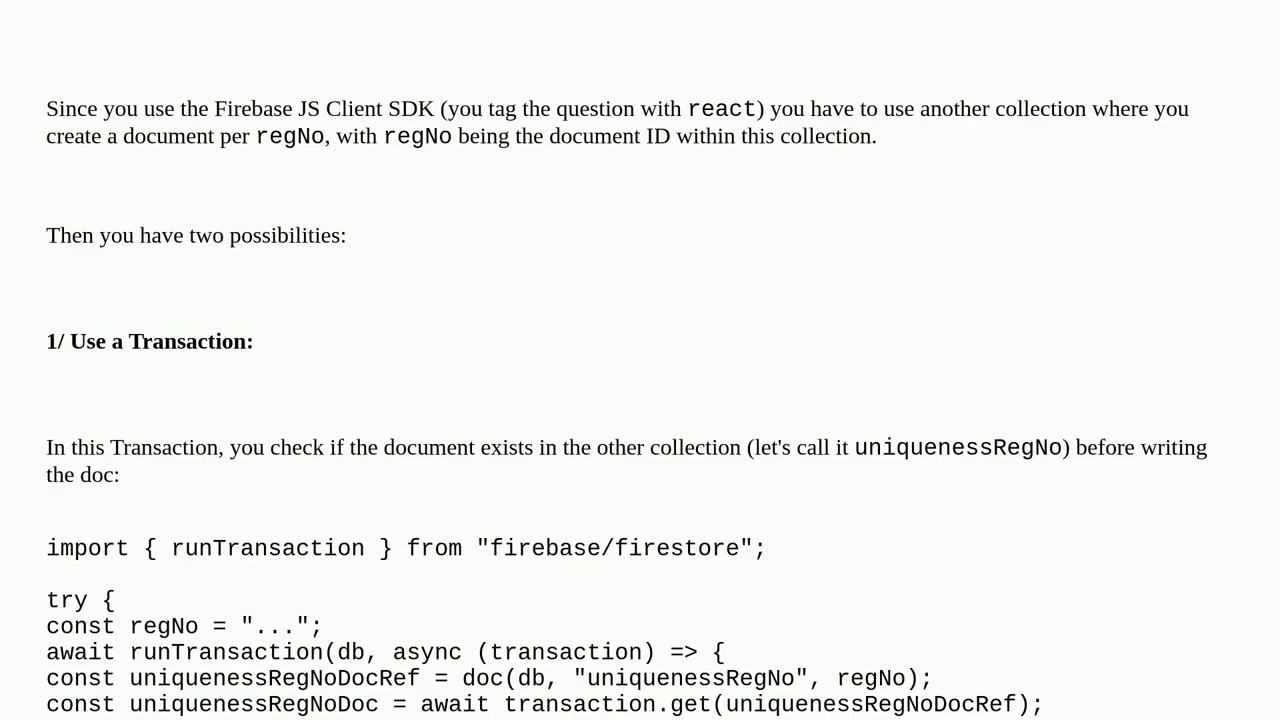 Since you use the Firebase JS Client SDK (you tag the question with react) you have to use another collection where you
create a document per regNo, with regNo being the document ID within this collection.
Then you have two possibilities:
1/ Use a Transaction:
In this Transaction, you check if the document exists in the other collection (let's call it uniquenessRegNo) before writing
the doc:
import { runTransaction } from "firebase/firestore";
try {
const regNo = "...";
await runTransaction(db, async (transaction) => {
const uniquenessRegNoDocRef = doc(db, "uniquenessRegNo", regNo);
const uniquenessRegNoDoc = await transaction.get(uniquenessRegNoDocRef);